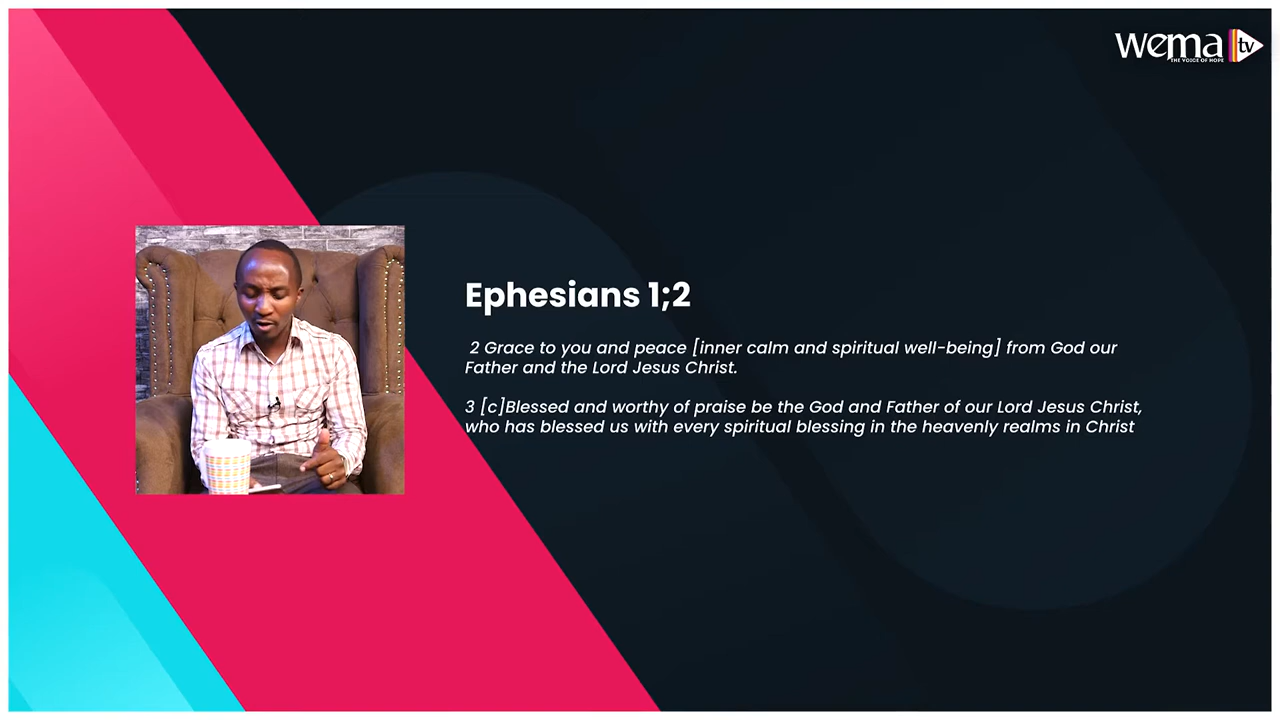 wema tv
THE VOICE OF HOPE
Ephesians 1;2
2 Grace to you and peace [inner calm and spiritual well-being] from God our
Father and the Lord Jesus Christ.
3 [c]Blessed and worthy of praise be the God and Father of our Lord Jesus Christ,
who has blessed us with every spiritual blessing in the heavenly realms in Christ